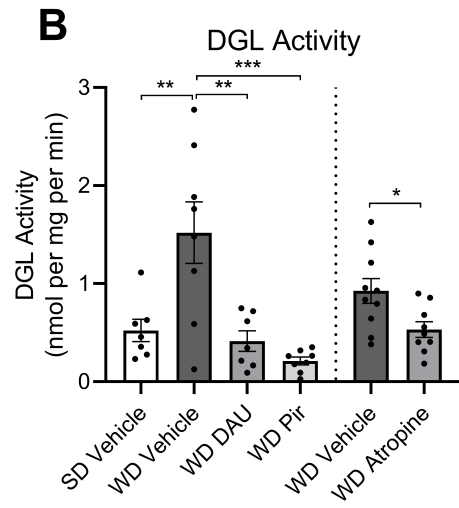 B
DGL Activity
DGL Activity
(nmol per mg per min)
3
2
1
0
***
** **
*
SD Vehicle
WD Vehicle
WD DAU
WD Pir
WD Vehicle
WD Atropine